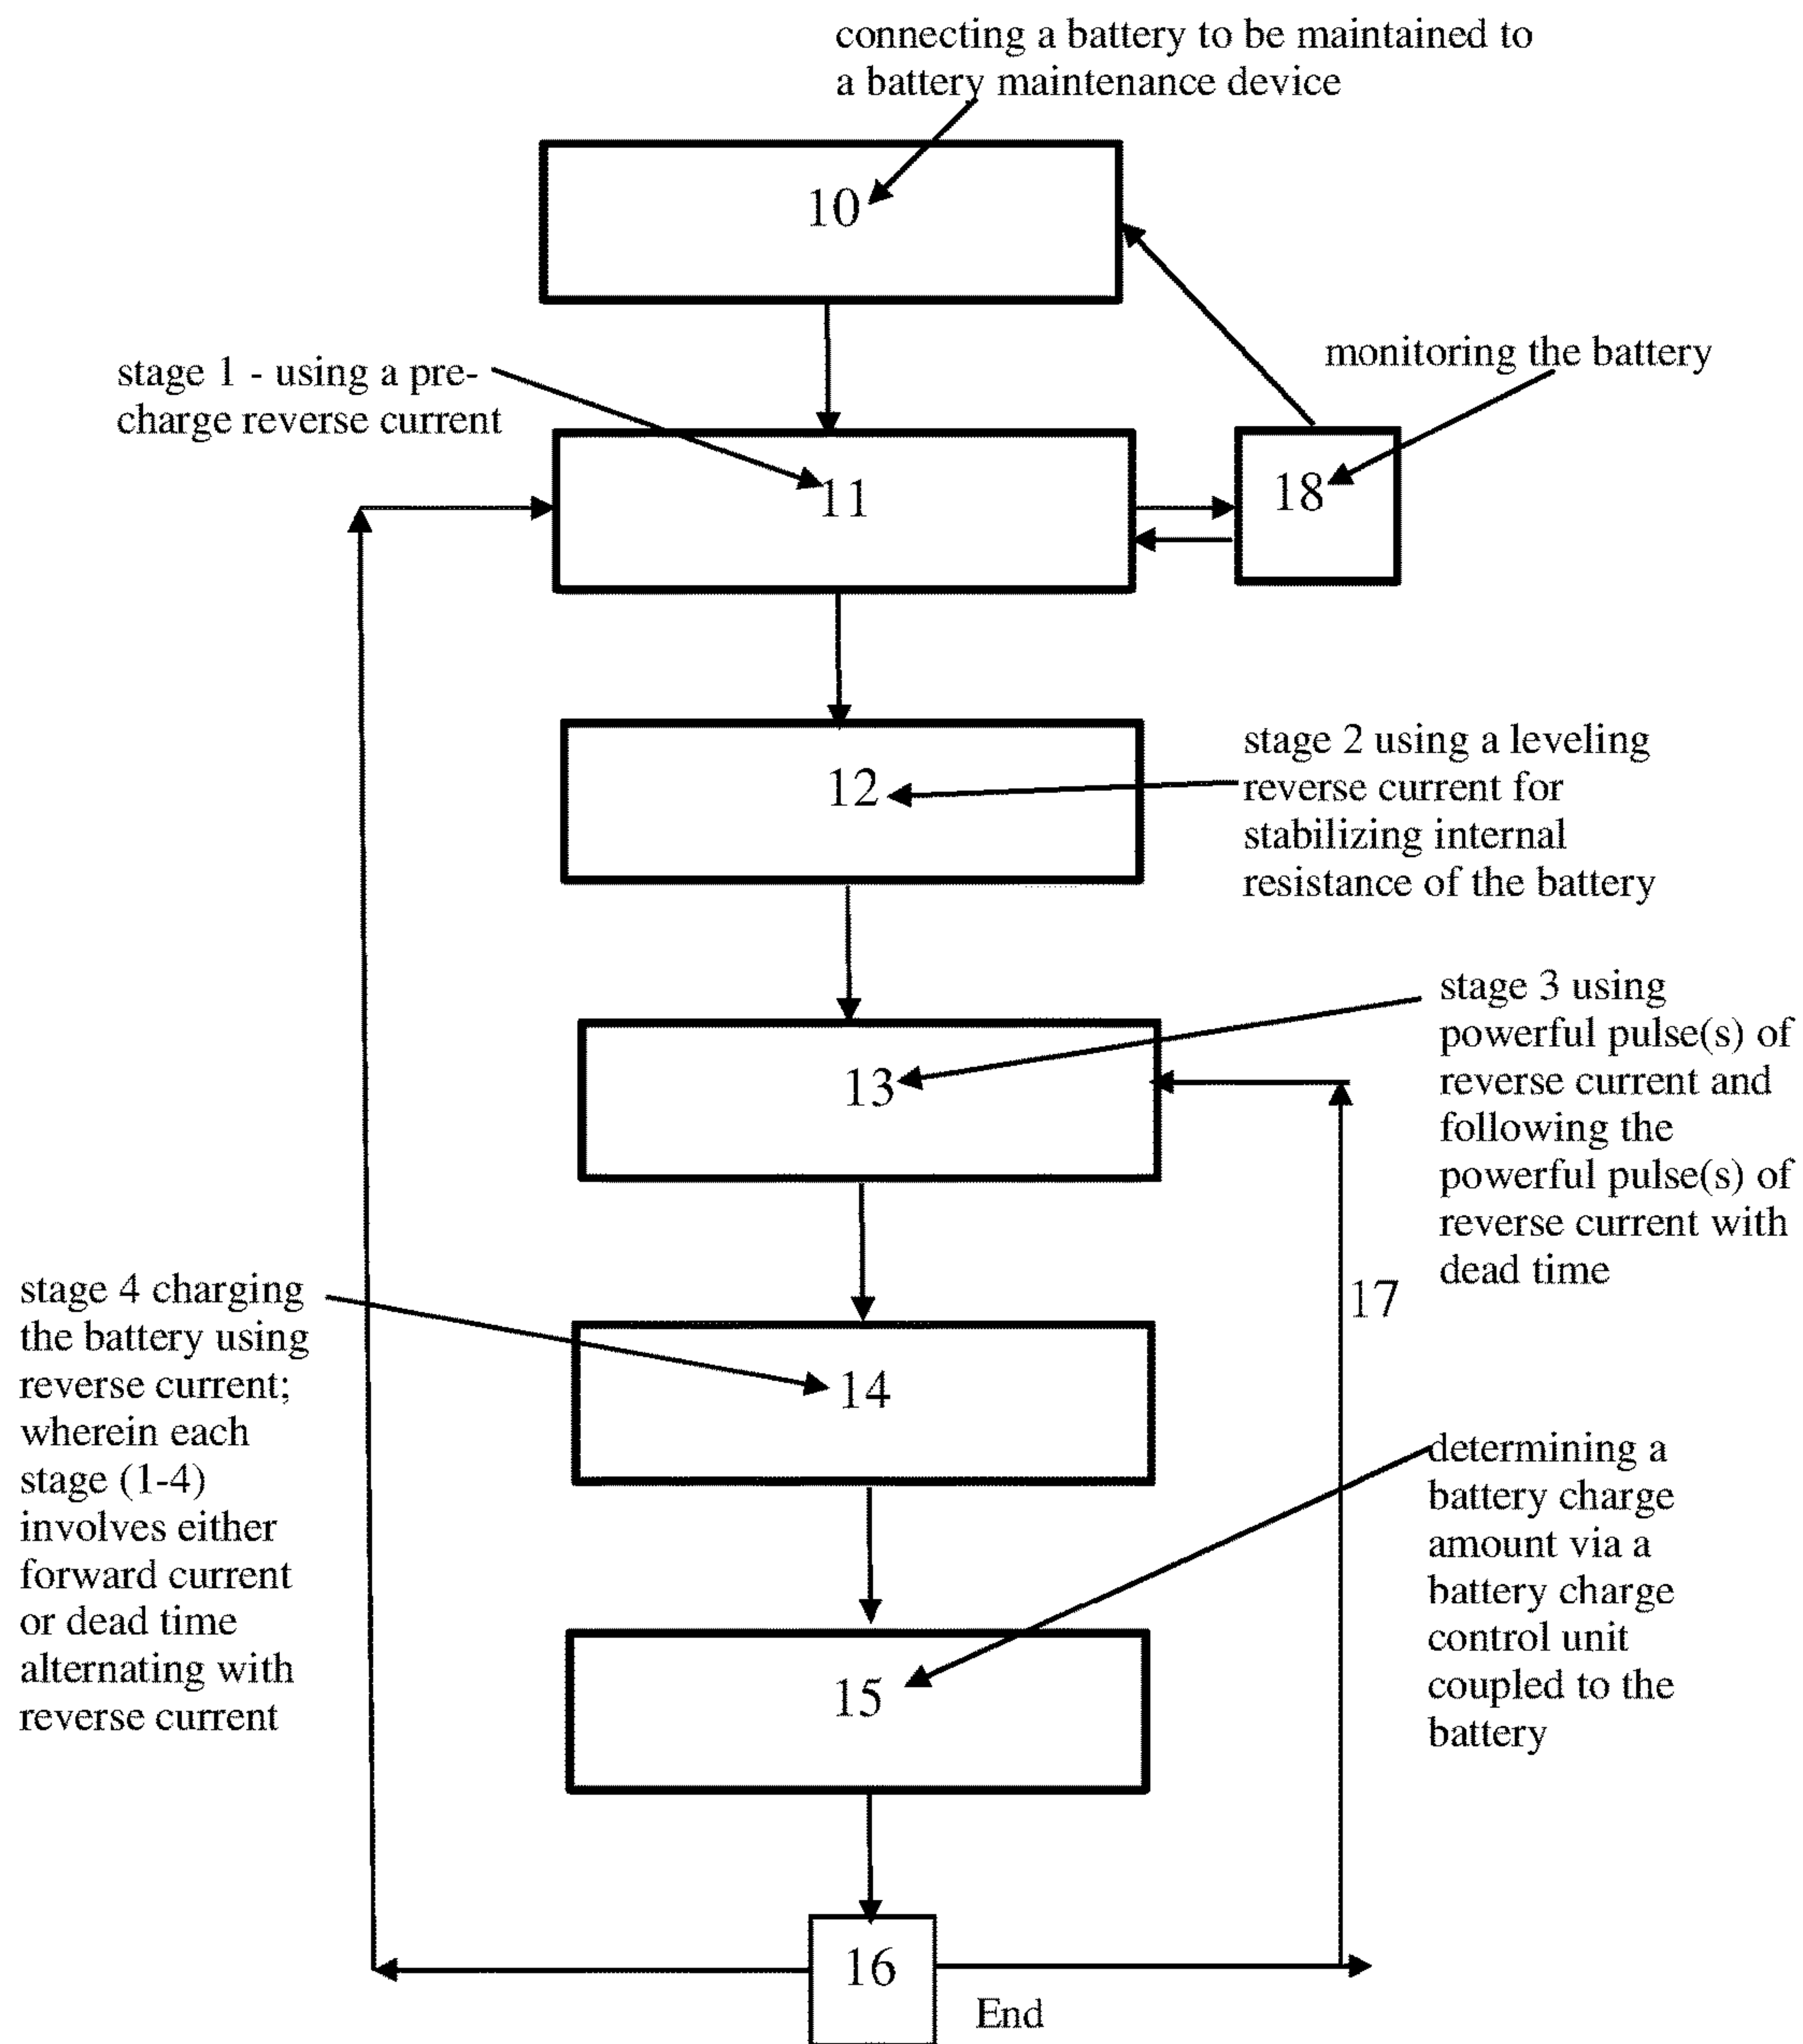 connecting a battery to be maintained to
a battery maintenance device
10
stage 1 - using a pre-
charge reverse current
monitoring the battery
11
18
12
stage 2 using a leveling
reverse current for
stabilizing internal
resistance of the battery
13
stage 3 using
powerful pulse(s) of
reverse current and
following the
powerful pulse(s) of
reverse current with
dead time
17
stage 4 charging
the battery using
reverse current;
wherein each
stage (1-4)
involves either
forward current
or dead time
alternating with
reverse current
14
determining a
battery charge
amount via a
battery charge
control unit
coupled to the
battery
15
16
End